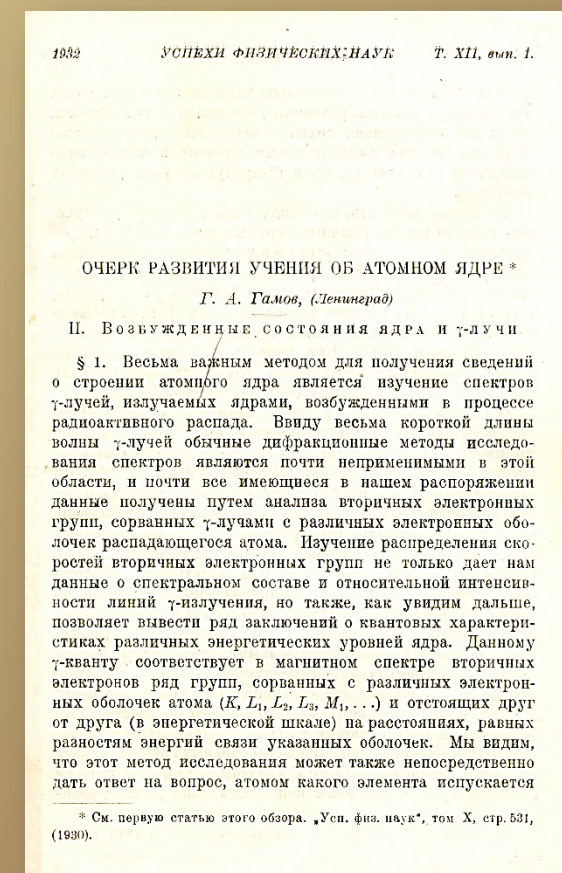 1932 УСПЕХИ ФИЗИЧЕСКИХ НАУК Т. XII, вып. 1.
ОЧЕРК РАЗВИТИЯ УЧЕНИЯ ОБ АТОМНОМ ЯДРЕ *
Г. А. Гамов, (Ленинград)
II. Возбужденные состояния ядра и γ-лучи
§ 1. Весьма важным методом для получения сведений
о строении атомного ядра является изучение спектров
γ-лучей, излучаемых ядрами, возбужденными в процессе
радиоактивного распада. Ввиду весьма короткой длины
волны γ-лучей обычные дифракционные методы исследо-
вания спектров являются почти неприменимыми в этой
области, и почти все имеющиеся в нашем распоряжении
данные получены путем анализа вторичных электронных
групп, сорванных γ-лучами с различных электронных обо-
лочек распадающегося атома. Изучение распределения ско-
ростей вторичных электронных групп не только дает нам
данные о спектральном составе и относительной интенсив-
ности линий γ-излучения, но также, как увидим дальше,
позволяет вывести ряд заключений о квантовых характери-
стиках различных энергетических уровней ядра. Данному
γ-кванту соответствует в магнитном спектре вторичных
электронов ряд групп, сорванных с различных электрон-
ных оболочек атома (K, L₁, L₂, L₃, M₁, . . .) и отстоящих друг
от друга (в энергетической шкале) на расстояниях, равных
разностям энергий связи указанных оболочек. Мы видим,
что этот метод исследования может также непосредственно
дать ответ на вопрос, атомом какого элемента испускается
* См. первую статью этого обзора. „Усп. физ. наук", том X, стр. 531,
(1930).